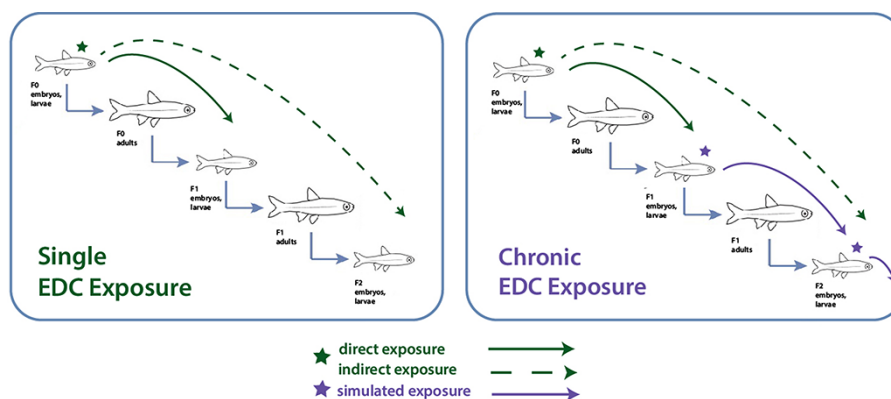 F0
embryos,
larvae
F0
adults
F1
embryos,
larvae
F1
adults
F2
embryos,
larvae
Single
EDC Exposure
F0
embryos,
larvae
F0
adults
F1
embryos,
larvae
F1
adults
F2
embryos,
larvae
Chronic
EDC Exposure
direct exposure
indirect exposure
simulated exposure